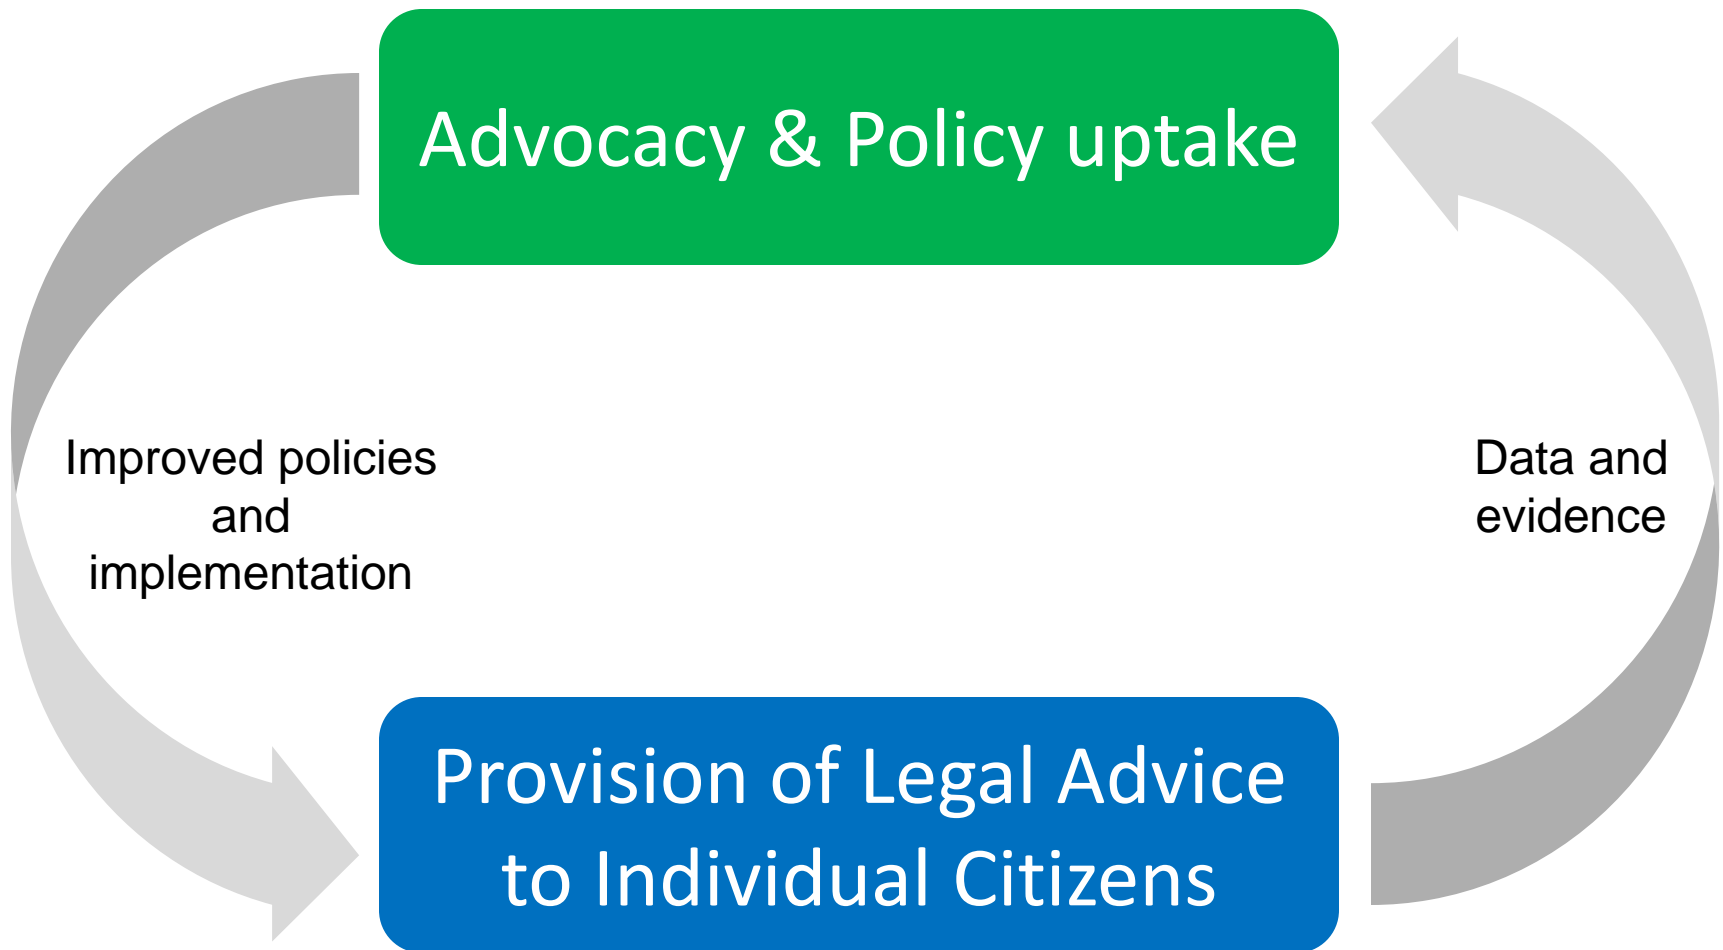 Advocacy & Policy uptake
Improved policies
and
implementation
Data and
evidence
Provision of Legal Advice
to Individual Citizens